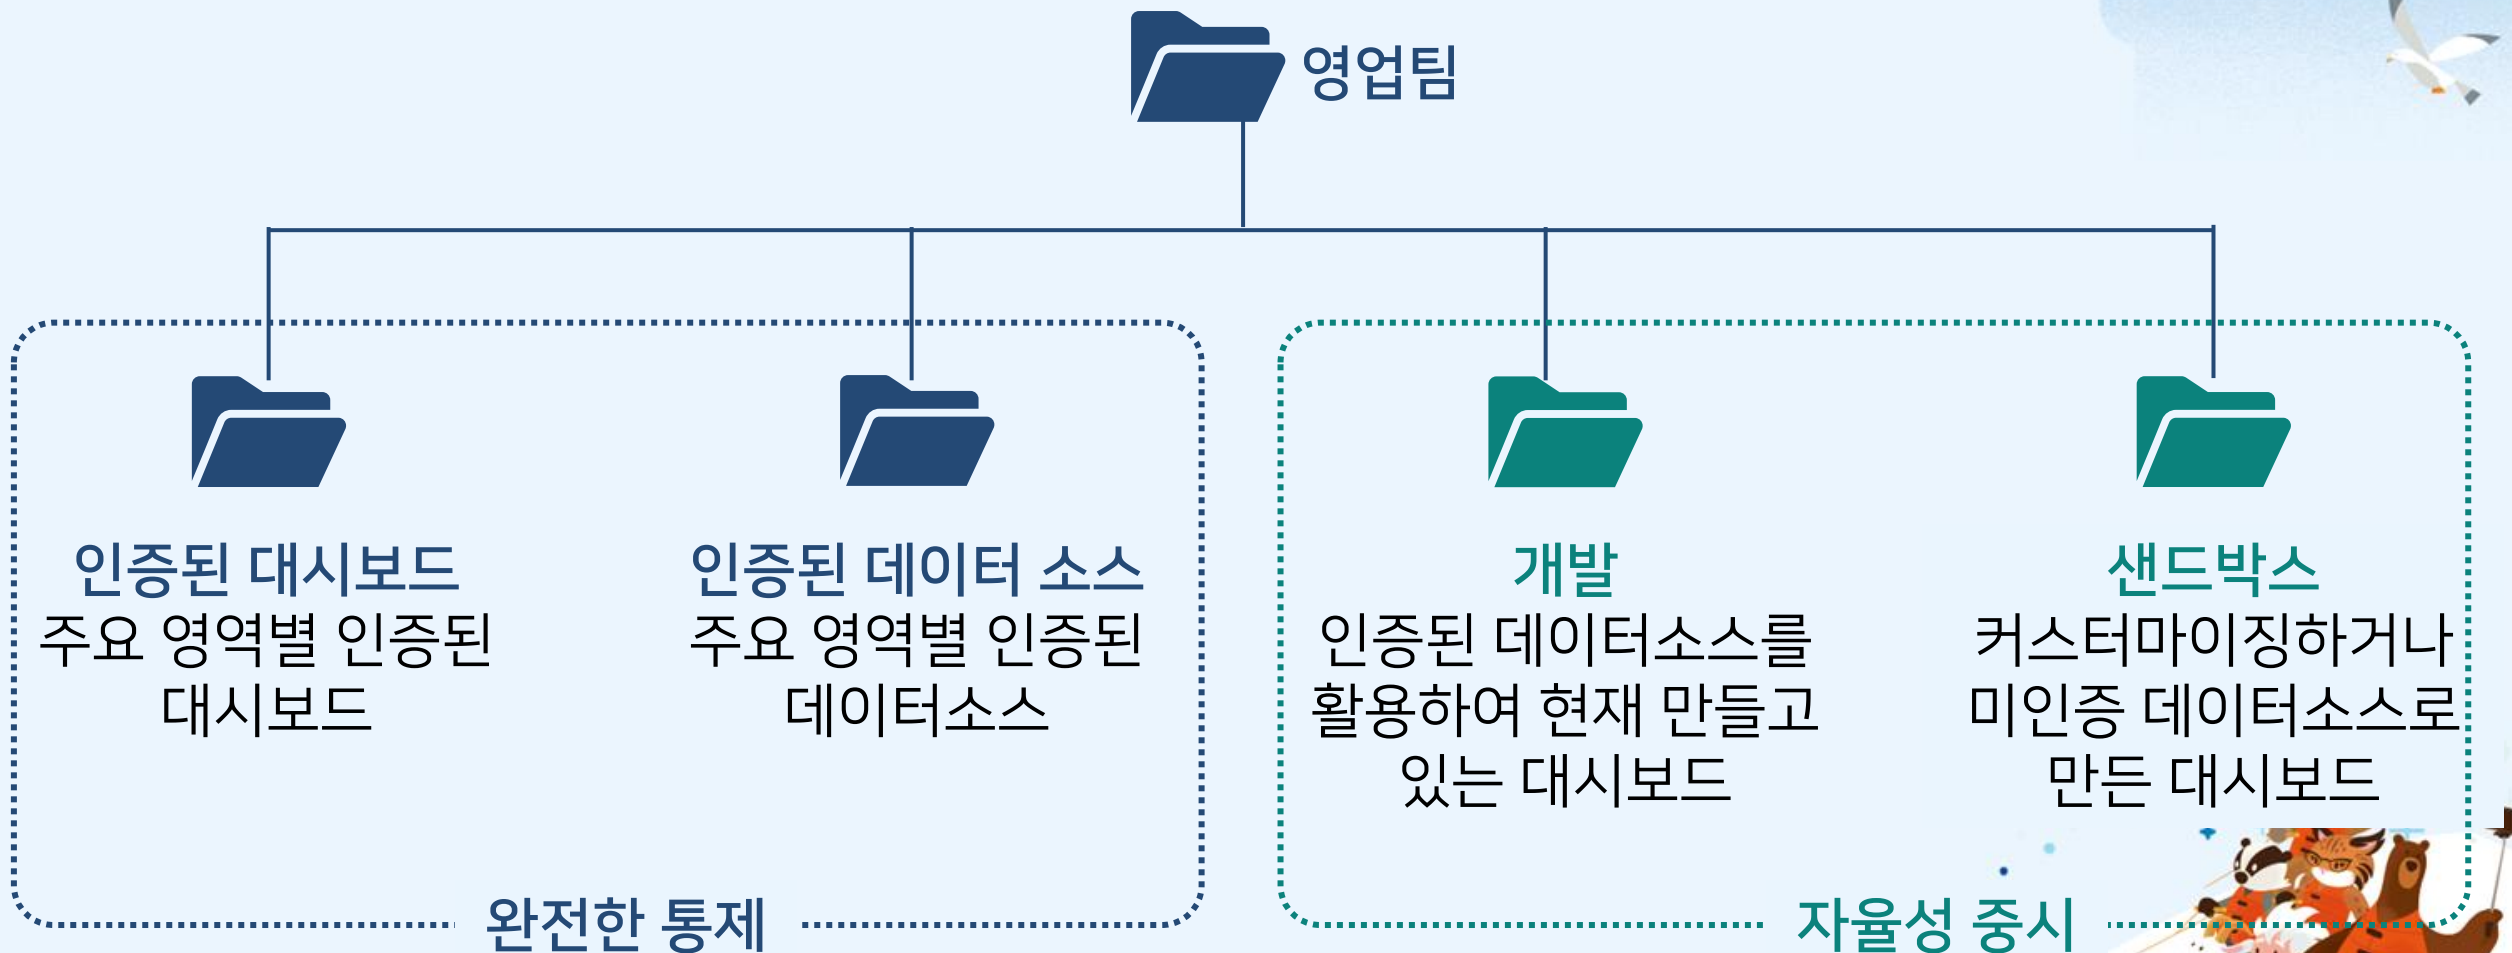 영업팀
인증된 대시보드
주요 영역별 인증된
대시보드
인증된 데이터 소스
주요 영역별 인증된
데이터소스
개발
인증된 데이터소스를
활용하여 현재 만들고
있는 대시보드
샌드박스
커스터마이징하거나
미인증 데이터소스로
만든 대시보드
완전한 통제
자율성 중시